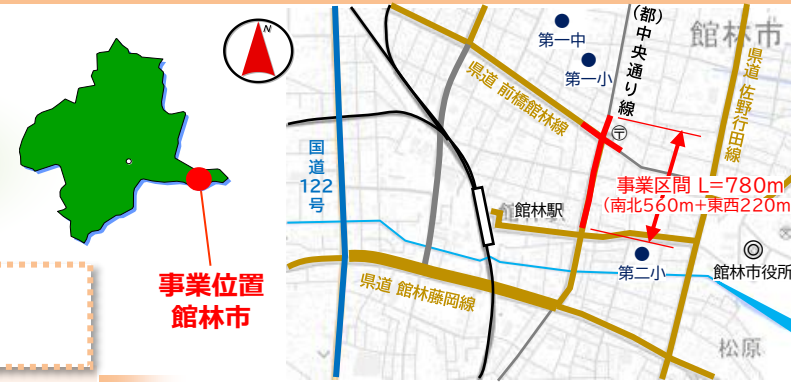 N
事業位置
館林市
(都)中央通り線
第一中
第一小
館林市
県道 佐野行田線
県道 前橋館林線
〒
国道122号
事業区間 L=780m
(南北560m+東西220m
館林駅
第二小
館林市役所
県道 館林藤岡線
松原